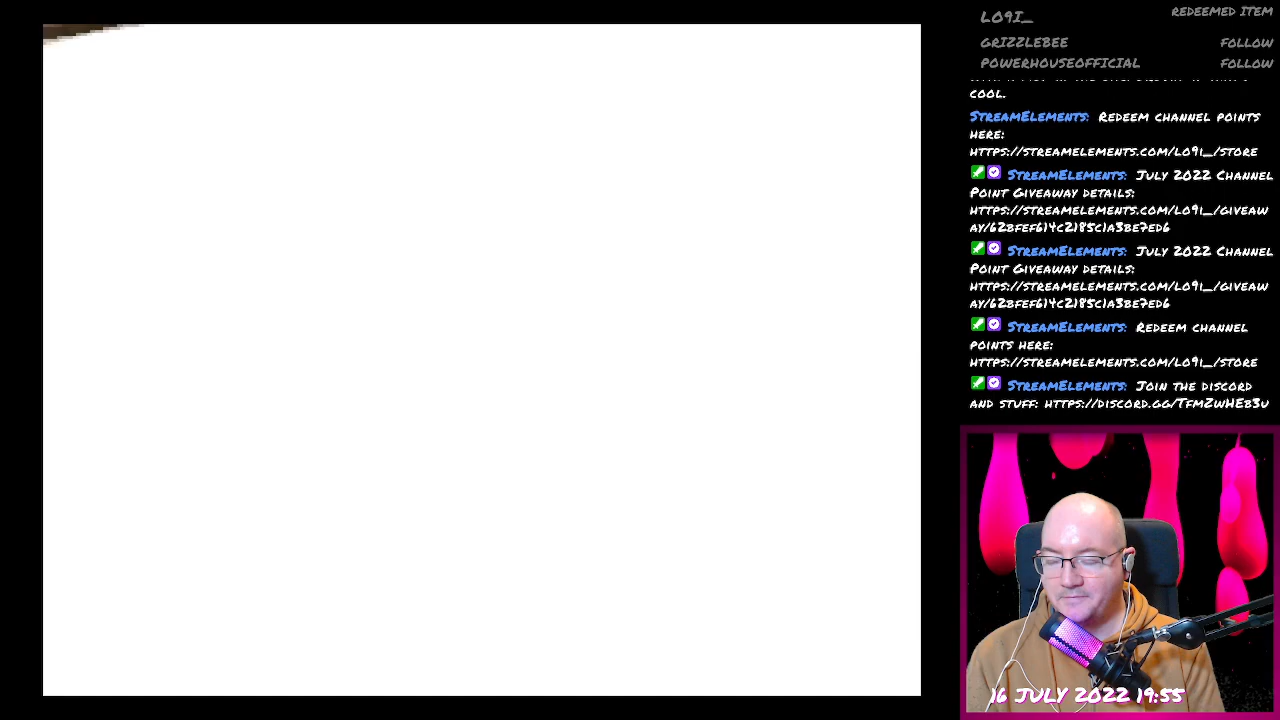 LO9I_ REDEEMED ITEM
GRIZZLEBEE FOLLOW
POWERHOUSEOFFICIAL FOLLOW
COOL.
STREAMELEMENTS: REDEEM CHANNEL POINTS
HERE:
HTTPS://STREAMELEMENTS.COM/LO9I_/STORE
STREAMELEMENTS: JULY 2022 CHANNEL
POINT GIVEAWAY DETAILS:
HTTPS://STREAMELEMENTS.COM/LO9I_/GIVEAW
AY/62BFEF614C2185C1A3BE7ED6
STREAMELEMENTS: JULY 2022 CHANNEL
POINT GIVEAWAY DETAILS:
HTTPS://STREAMELEMENTS.COM/LO9I_/GIVEAW
AY/62BFEF614C2185C1A3BE7ED6
STREAMELEMENTS: REDEEM CHANNEL
POINTS HERE:
HTTPS://STREAMELEMENTS.COM/LO9I_/STORE
STREAMELEMENTS: JOIN THE DISCORD
AND STUFF: HTTPS://DISCORD.GG/TFMZWHEB3U
16 JULY 2022 19:55